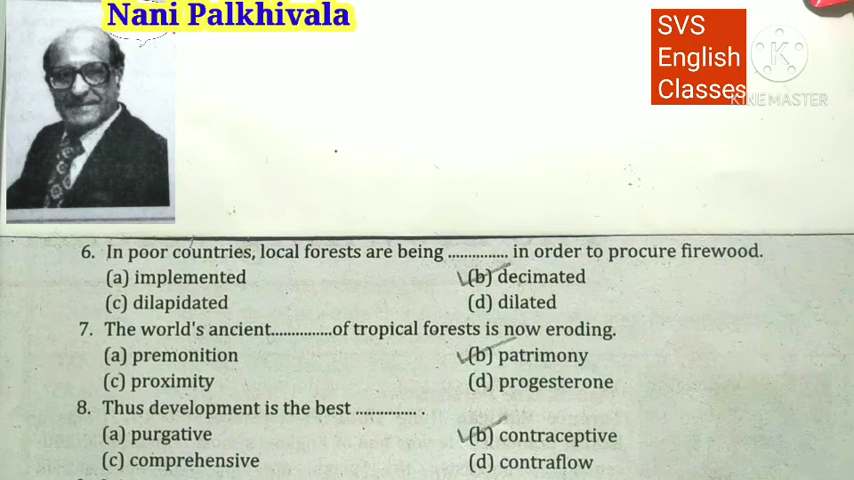 Nani Palkhivala
SVS
English
Classes
KINEMASTER
6. In poor countries, local forests are being ............... in order to procure firewood.
(a) implemented (b) decimated
(c) dilapidated (d) dilated
7. The world's ancient...............of tropical forests is now eroding.
(a) premonition (b) patrimony
(c) proximity (d) progesterone
8. Thus development is the best ............... .
(a) purgative (b) contraceptive
(c) comprehensive (d) contraflow